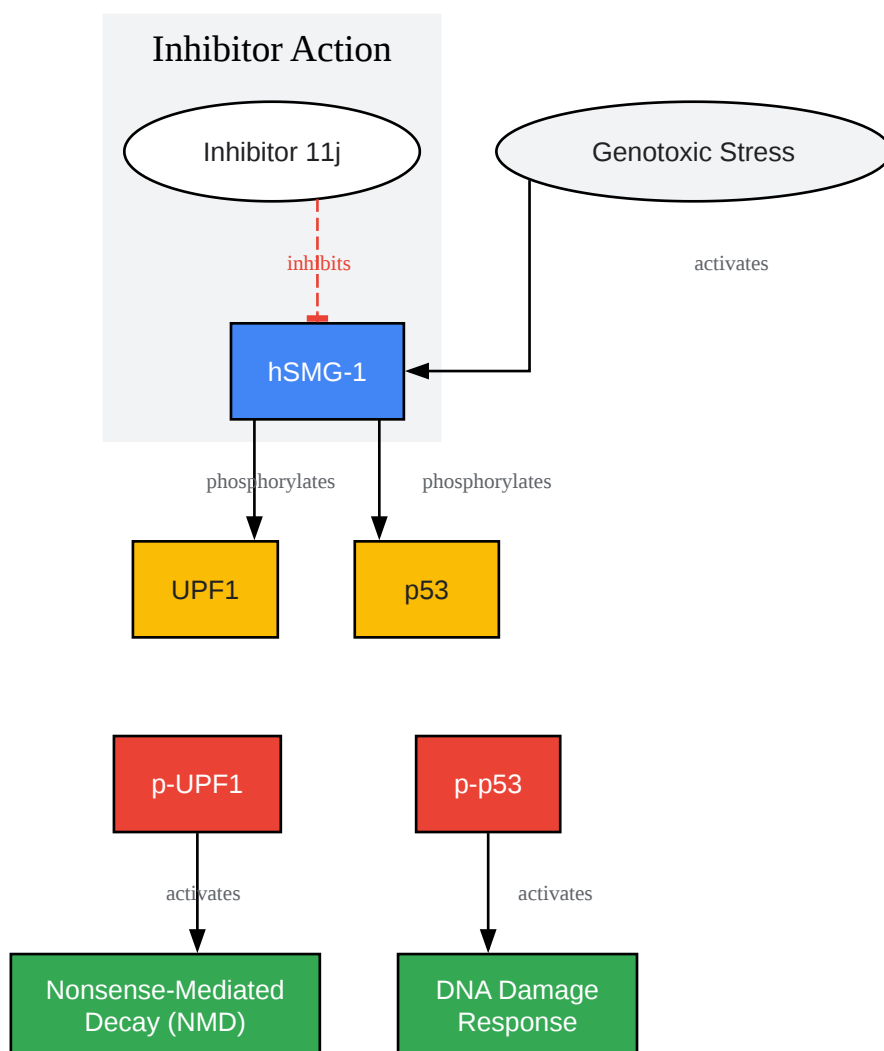 Inhibitor Action
Inhibitor 11j
Genotoxic Stress
inhibits
activates
hSMG-1
phosphorylates
phosphorylates
UPF1
p53
p-UPF1
p-p53
activates
activates
Nonsense-Mediated
Decay (NMD)
DNA Damage
Response